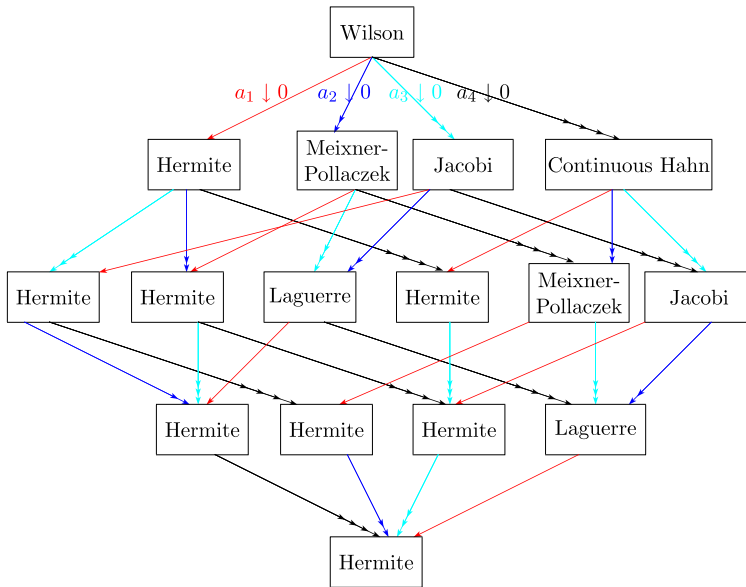 Wilson
a₁ ↓ 0
a₂ ↓ 0
a₃ ↓ 0
a₄ ↓ 0
Hermite
Meixner-
Pollaczek
Jacobi
Continuous Hahn
Hermite
Hermite
Laguerre
Hermite
Meixner-
Pollaczek
Jacobi
Hermite
Hermite
Hermite
Laguerre
Hermite